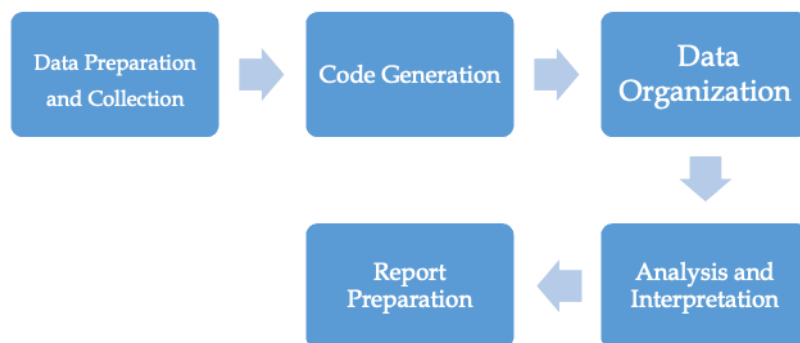 Data Preparation
and Collection
Code Generation
Data
Organization
Analysis and
Interpretation
Report
Preparation